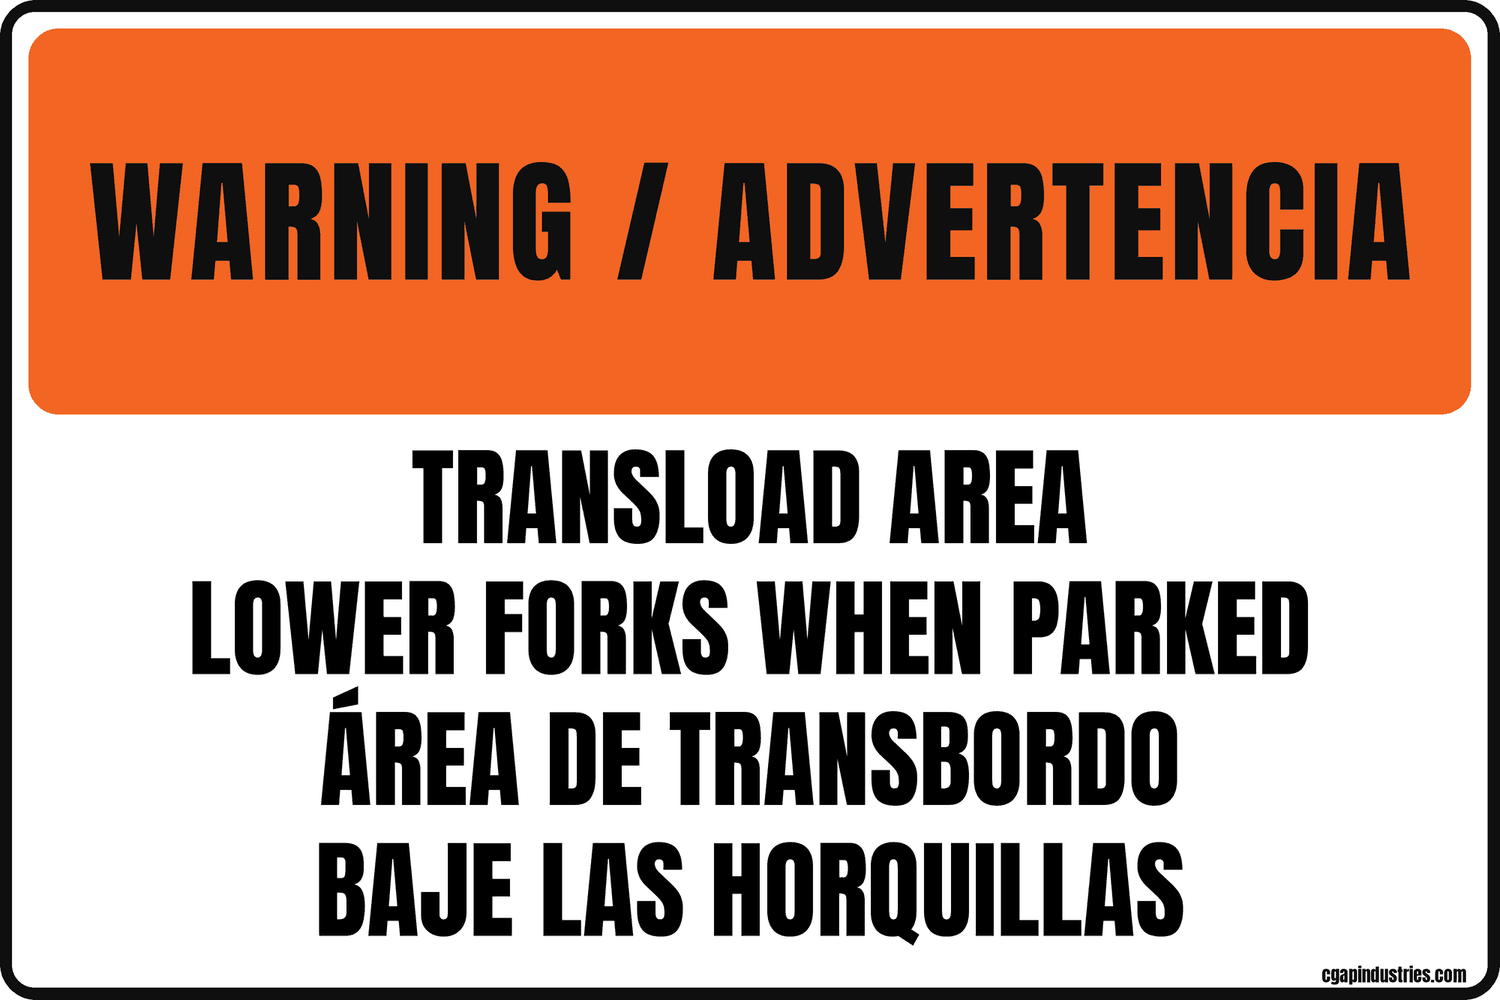 WARNING / ADVERTENCIA
TRANSLOAD AREA
LOWER FORKS WHEN PARKED
ÁREA DE TRANSBORDO
BAJE LAS HORQUILLAS
cgapindustries.com